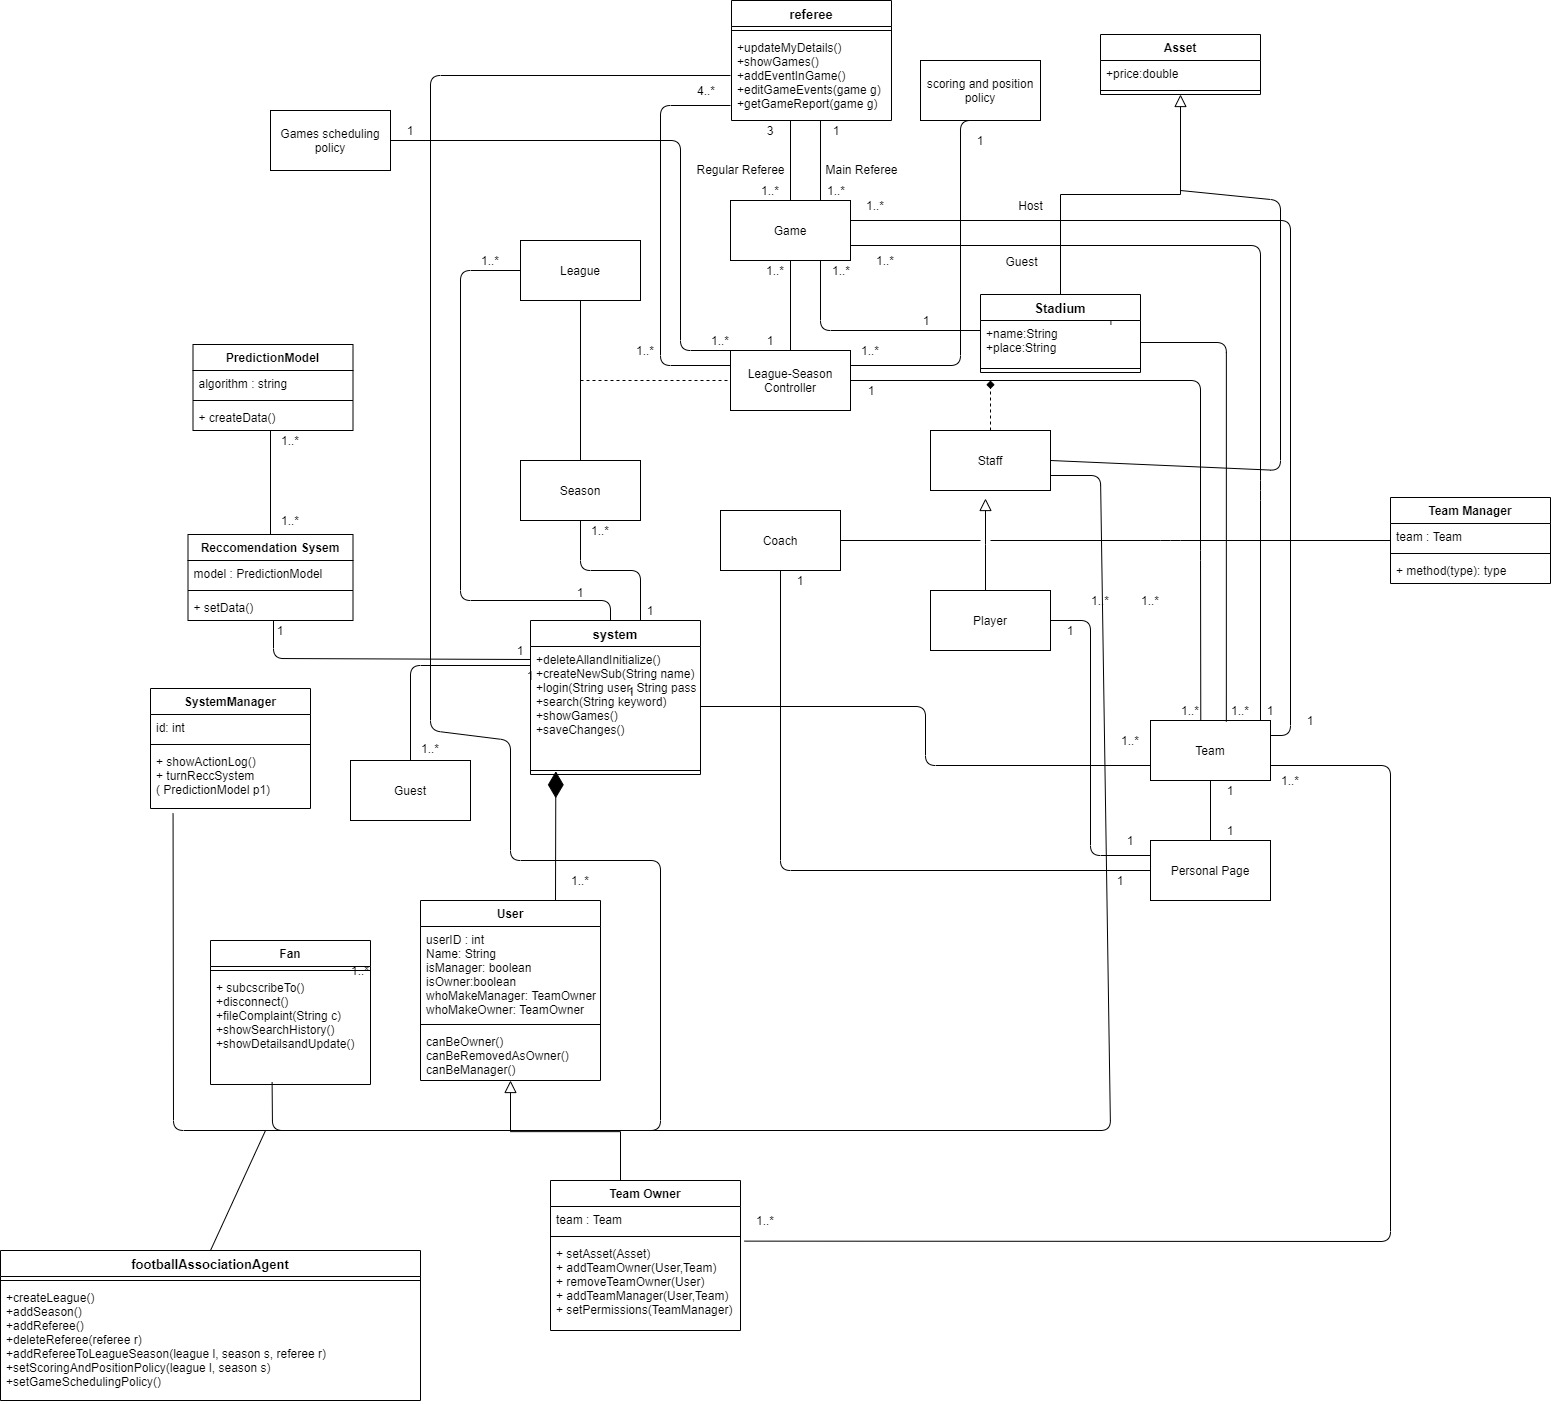 referee
+updateMyDetails()
+showGames()
+addEventInGame()
+editGameEvents(game g)
+getGameReport(game g)
Asset
+price:double
scoring and position
policy
Games scheduling
policy
4..*
1
3
1
1
Regular Referee
Main Referee
1..*
1..*
1..*
Host
Game
1..*
1..*
1..*
Guest
League
1..*
Stadium
+name:String
+place:String
1
1..*
1..*
1
1..*
League-Season
Controller
1
PredictionModel
algorithm : string
+ createData()
1..*
Staff
Season
1..*
1..*
Coach
1
Team Manager
team : Team
+ method(type): type
Reccomendation Sysem
model : PredictionModel
+ setData()
1
Player
1
1..*
1..*
1
1
system
+deleteAllandInitialize()
+createNewSub(String name)
+login(String user, String pass
+search(String keyword)
+showGames()
+saveChanges()
1
1
1
SystemManager
id: int
+ showActionLog()
+ turnReccSystem
( PredictionModel p1)
1..*
Guest
1..*
1..*
1
1
1..*
Team
1..*
1
1
1
Personal Page
1
1..*
User
userID : int
Name: String
isManager: boolean
isOwner:boolean
whoMakeManager: TeamOwner
whoMakeOwner: TeamOwner
canBeOwner()
canBeRemovedAsOwner()
canBeManager()
Fan
1..*
+ subcscribeTo()
+disconnect()
+fileComplaint(String c)
+showSearchHistory()
+showDetailsandUpdate()
Team Owner
team : Team
+ setAsset(Asset)
+ addTeamOwner(User,Team)
+ removeTeamOwner(User)
+ addTeamManager(User,Team)
+ setPermissions(TeamManager)
1..*
footballAssociationAgent
+createLeague()
+addSeason()
+addReferee()
+deleteReferee(referee r)
+addRefereeToLeagueSeason(league l, season s, referee r)
+setScoringAndPositionPolicy(league l, season s)
+setGameSchedulingPolicy()